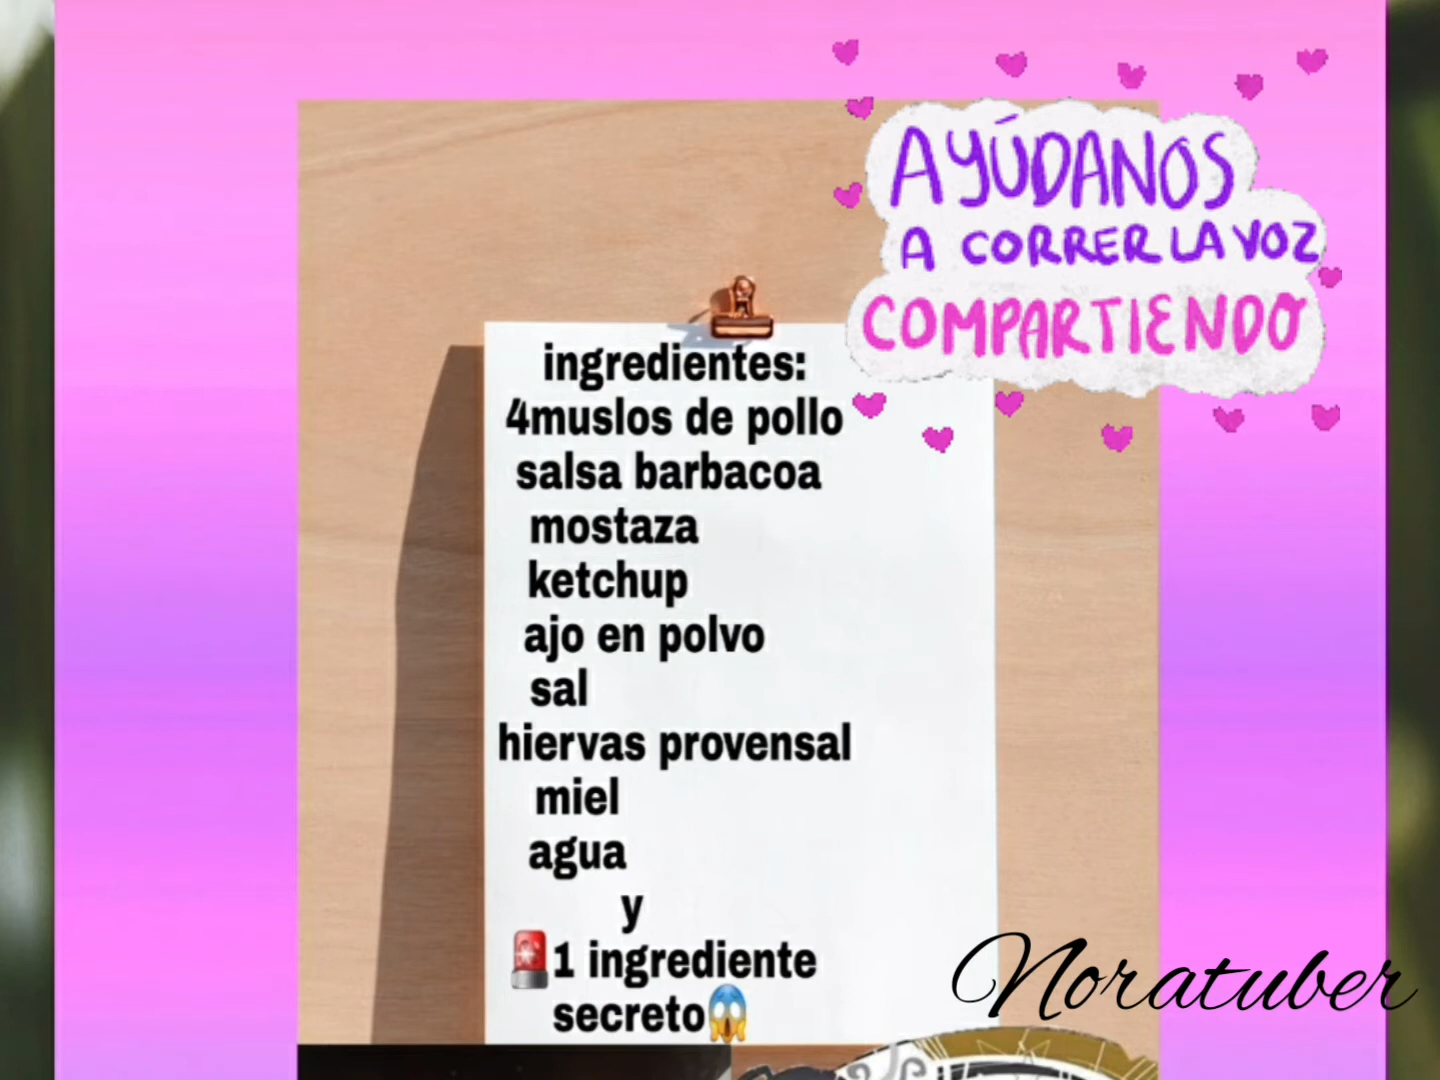 AYÚDANOS
A CORRER LA VOZ
COMPARTIENDO
ingredientes:
4muslos de pollo
salsa barbacoa
mostaza
ketchup
ajo en polvo
sal
hiervas provensal
miel
agua
y
1 ingrediente
secreto
Noratuber